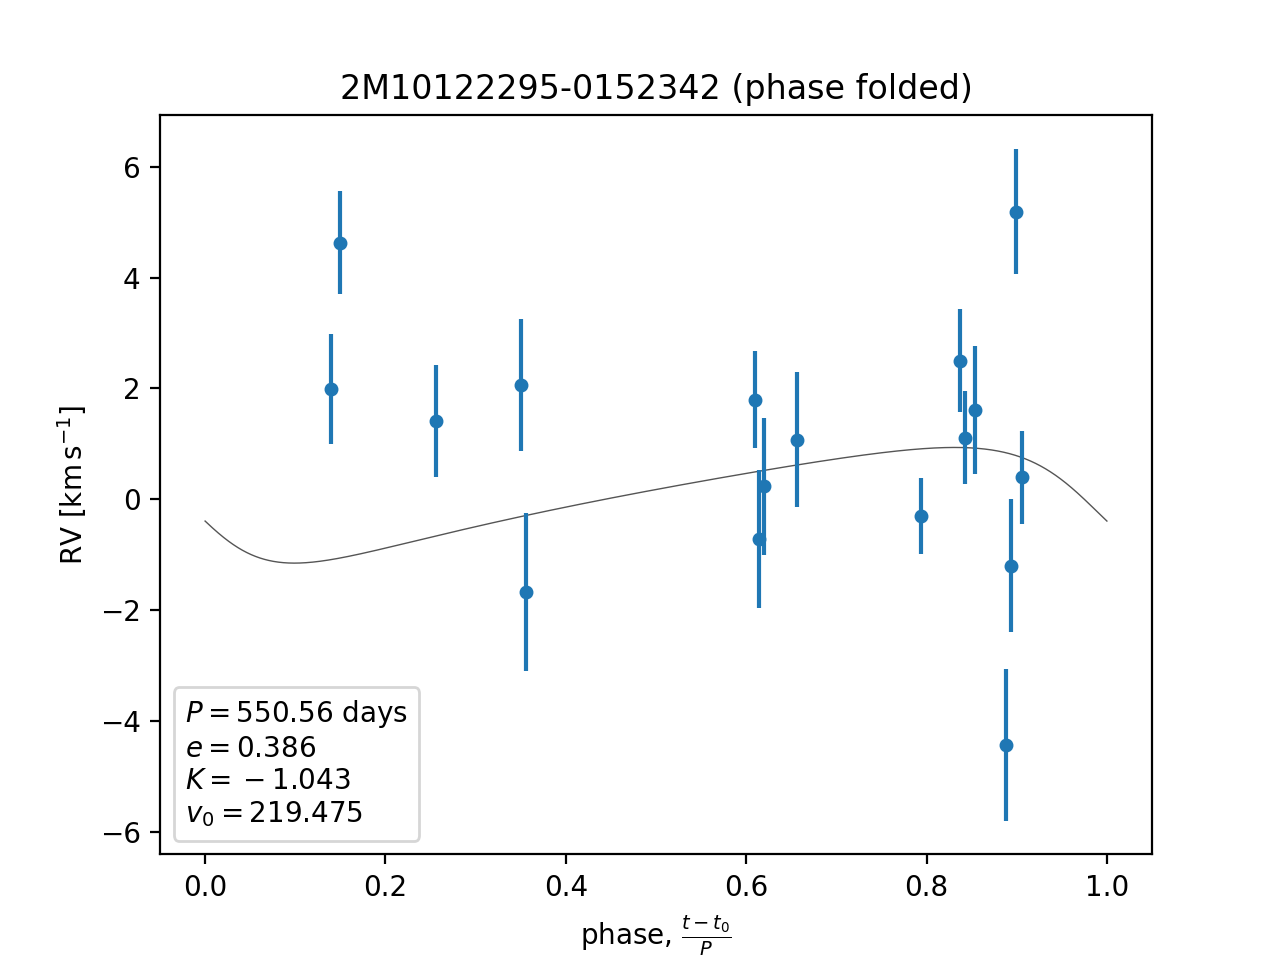 2M10122295-0152342 (phase folded)
6
4
2
0
−2
−4
−6
RV [km s⁻¹]
P = 550.56 days
e = 0.386
K = −1.043
v₀ = 219.475
0.0 0.2 0.4 0.6 0.8 1.0
phase, (t − t₀)/P